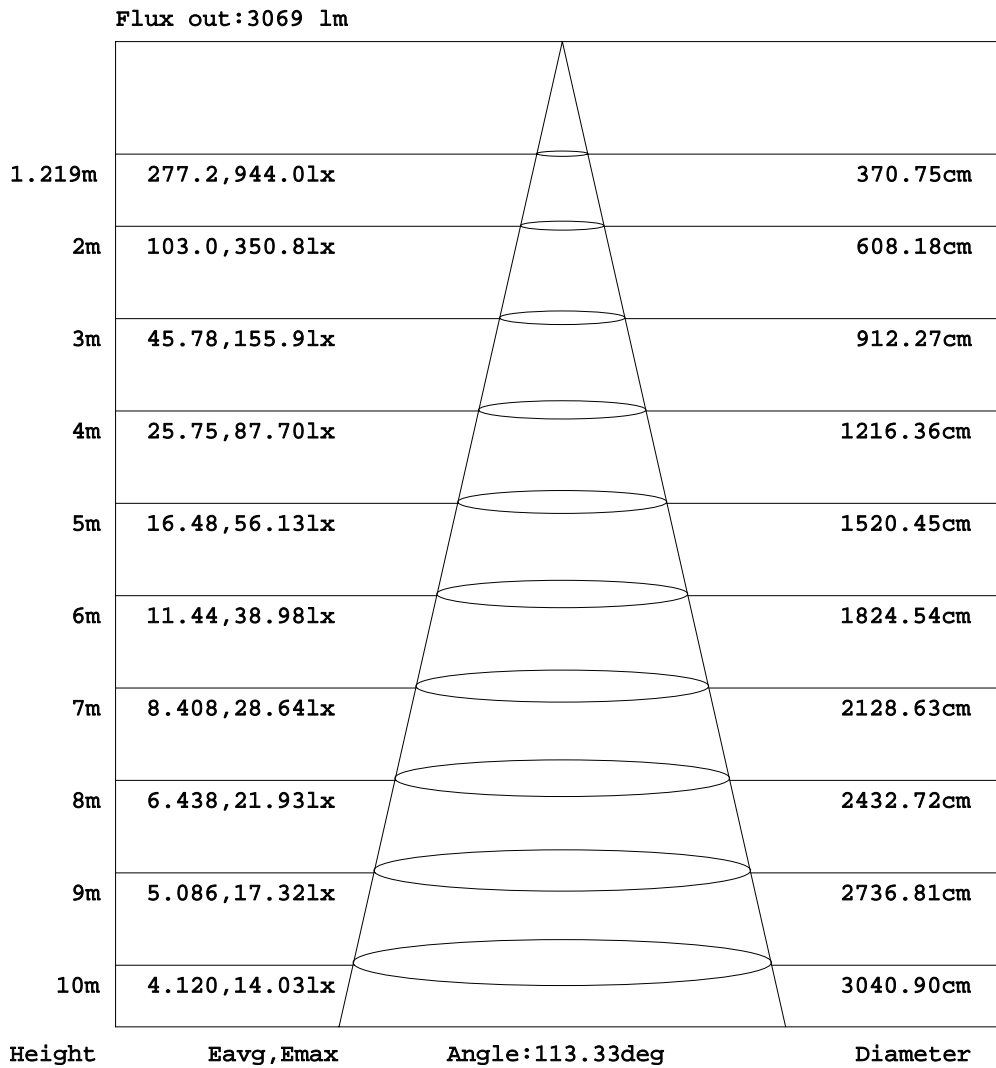 Flux out:3069 lm
1.219m 277.2,944.0lx 370.75cm
2m 103.0,350.8lx 608.18cm
3m 45.78,155.9lx 912.27cm
4m 25.75,87.70lx 1216.36cm
5m 16.48,56.13lx 1520.45cm
6m 11.44,38.98lx 1824.54cm
7m 8.408,28.64lx 2128.63cm
8m 6.438,21.93lx 2432.72cm
9m 5.086,17.32lx 2736.81cm
10m 4.120,14.03lx 3040.90cm
Height Eavg,Emax Angle:113.33deg Diameter